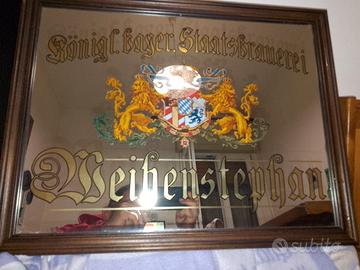 Königl. bayer. Staatsbrauerei
Weihenstephan
subito